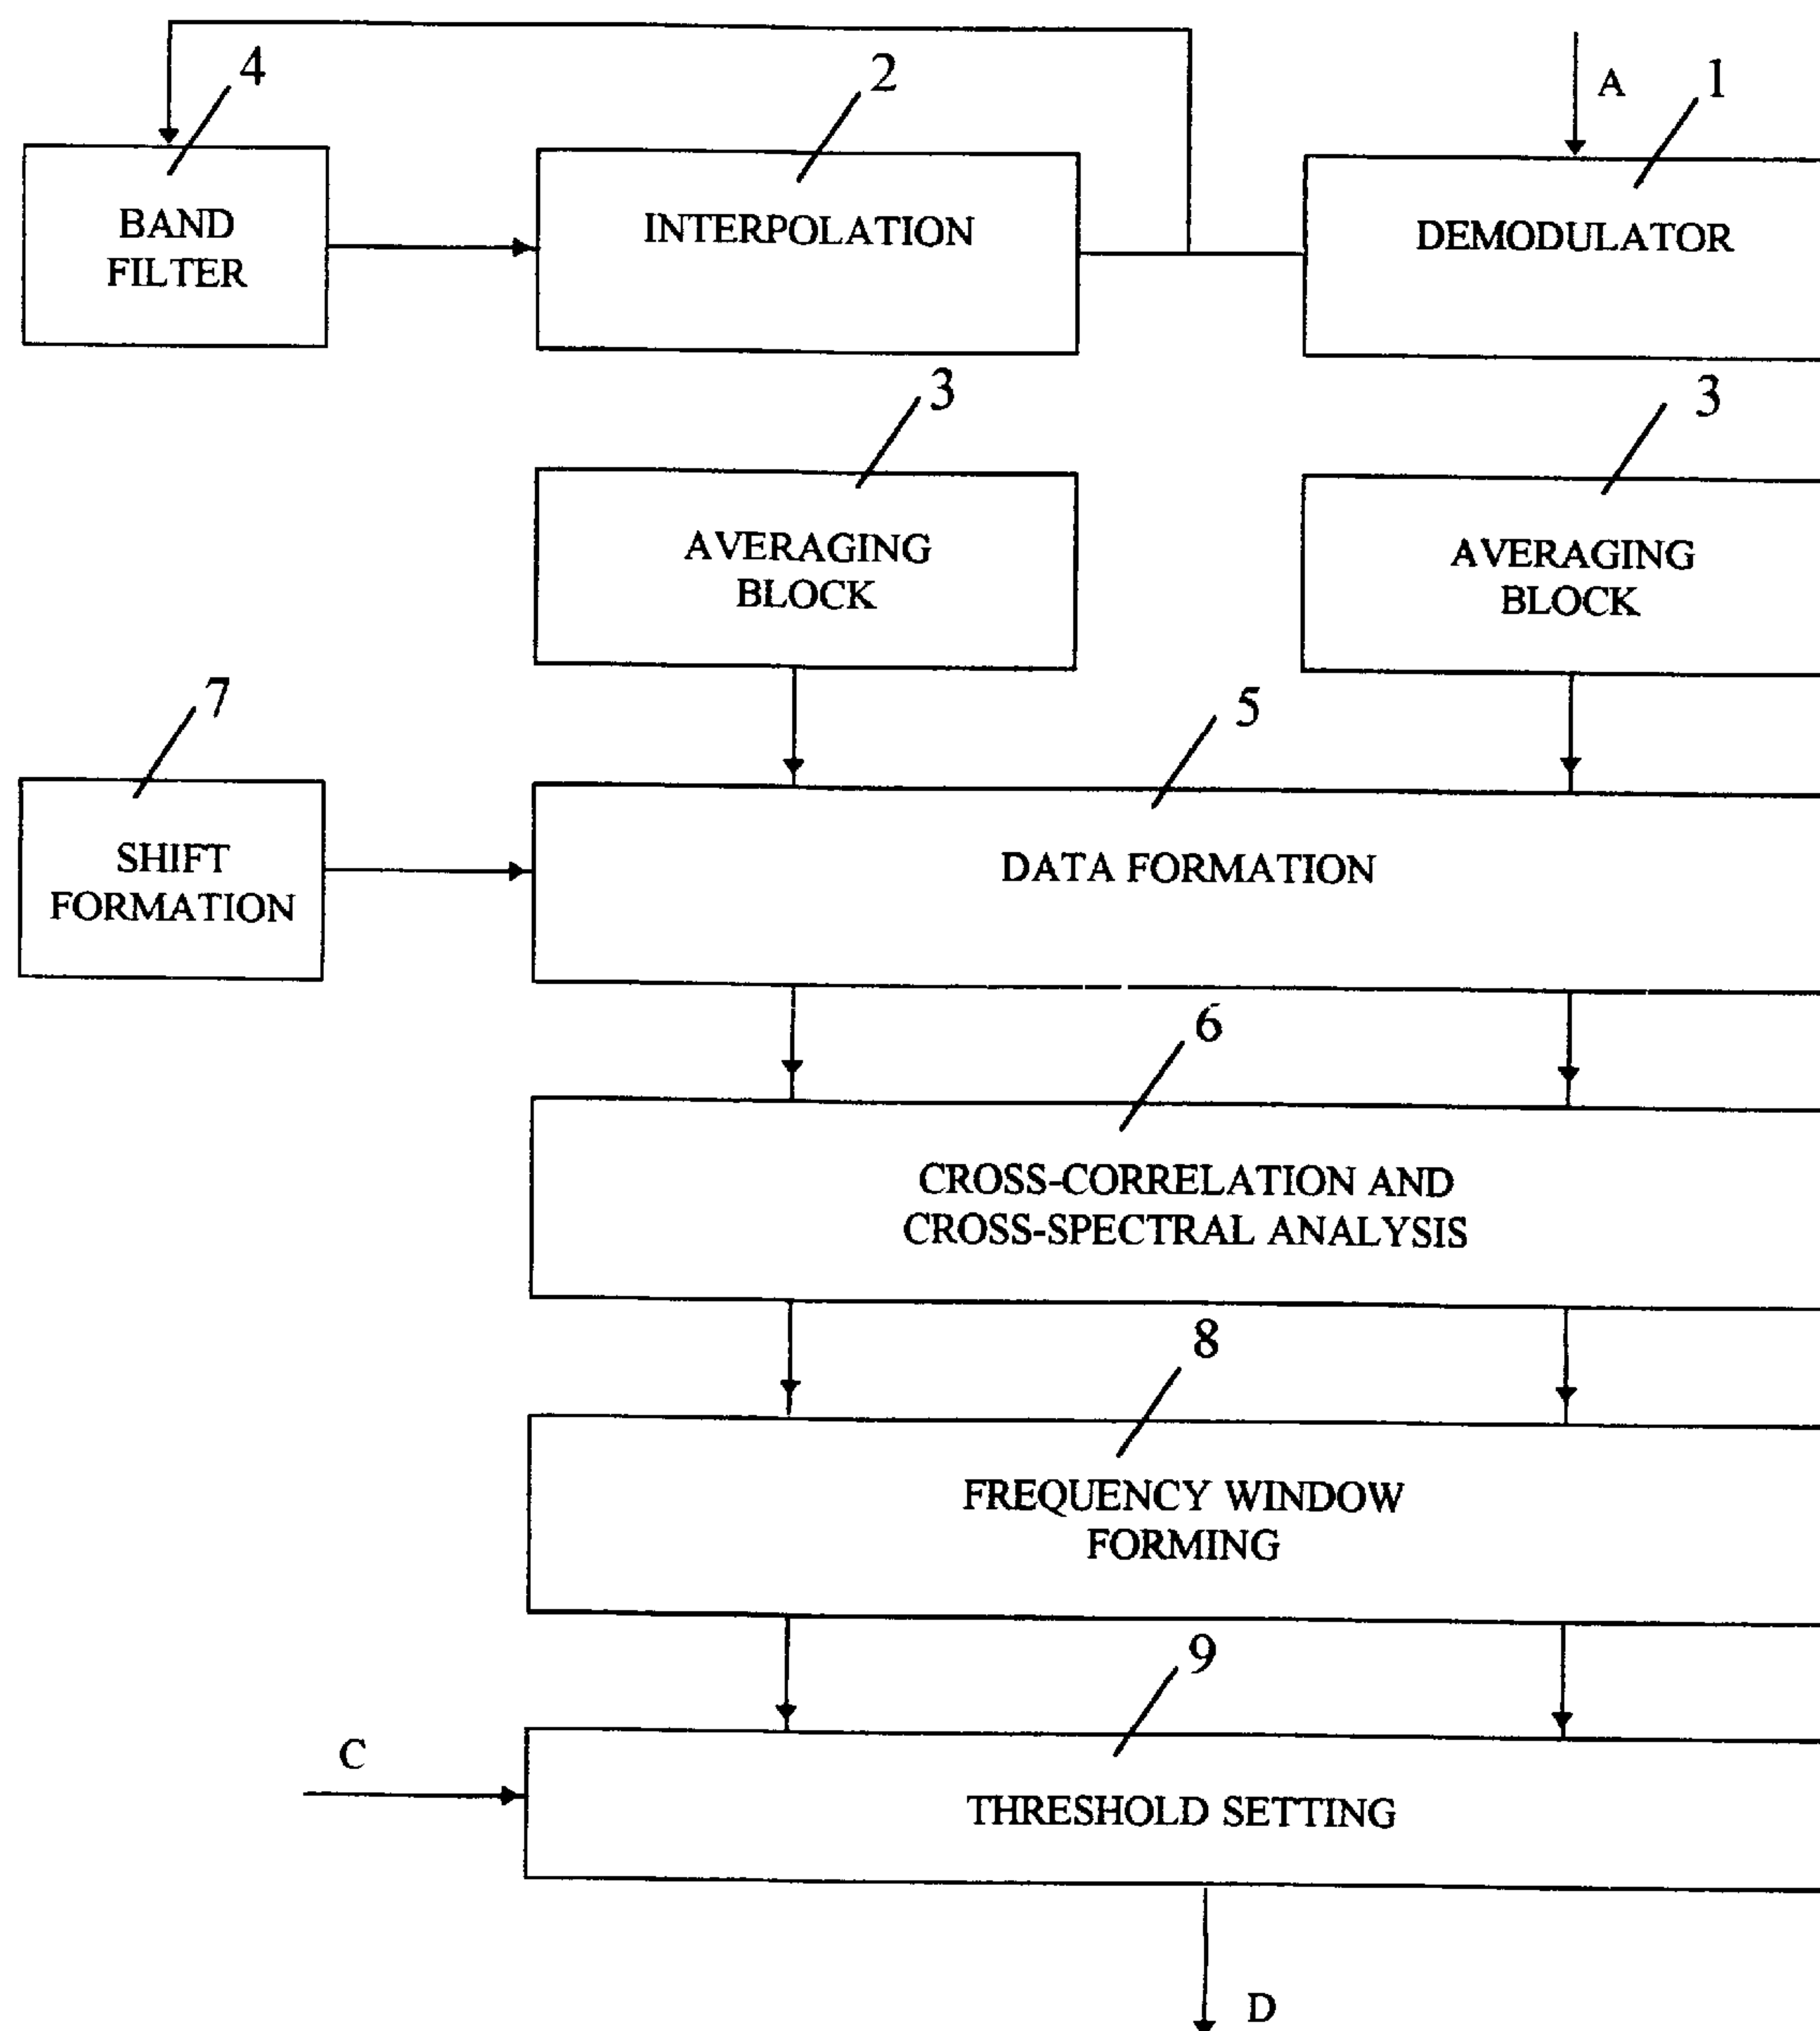 4
2
A
1
BAND
FILTER
INTERPOLATION
DEMODULATOR
3
3
AVERAGING
BLOCK
AVERAGING
BLOCK
7
5
SHIFT
FORMATION
DATA FORMATION
6
CROSS-CORRELATION AND
CROSS-SPECTRAL ANALYSIS
8
FREQUENCY WINDOW
FORMING
9
C
THRESHOLD SETTING
D